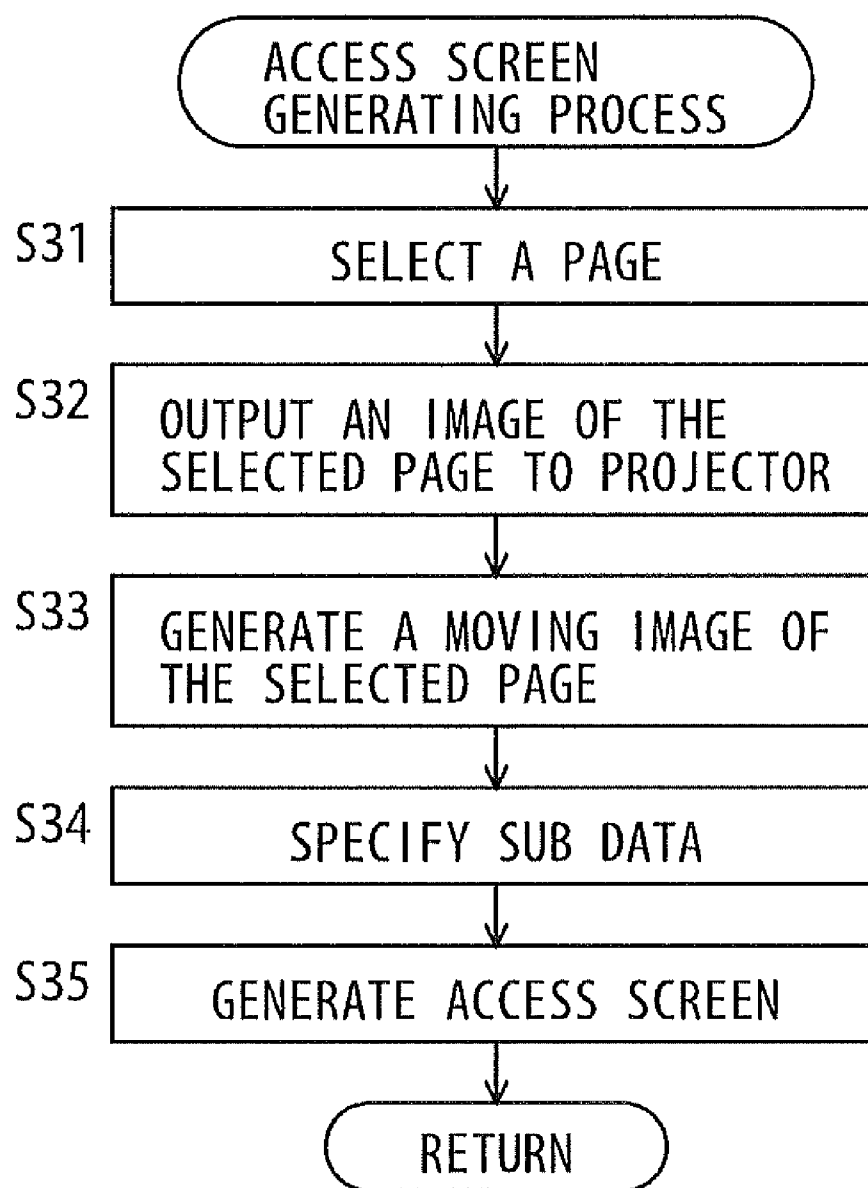 ACCESS SCREEN
GENERATING PROCESS
S31
SELECT A PAGE
S32
OUTPUT AN IMAGE OF THE
SELECTED PAGE TO PROJECTOR
S33
GENERATE A MOVING IMAGE OF
THE SELECTED PAGE
S34
SPECIFY SUB DATA
S35
GENERATE ACCESS SCREEN
RETURN